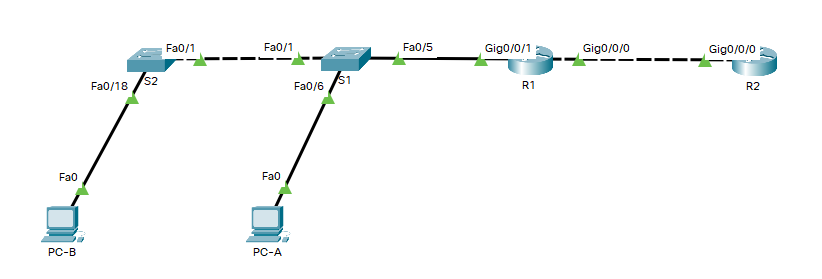 Fa0/1
Fa0/1
Fa0/5
Gig0/0/1
Gig0/0/0
Gig0/0/0
S2
S1
R1
R2
Fa0/18
Fa0/6
Fa0
Fa0
PC-B
PC-A